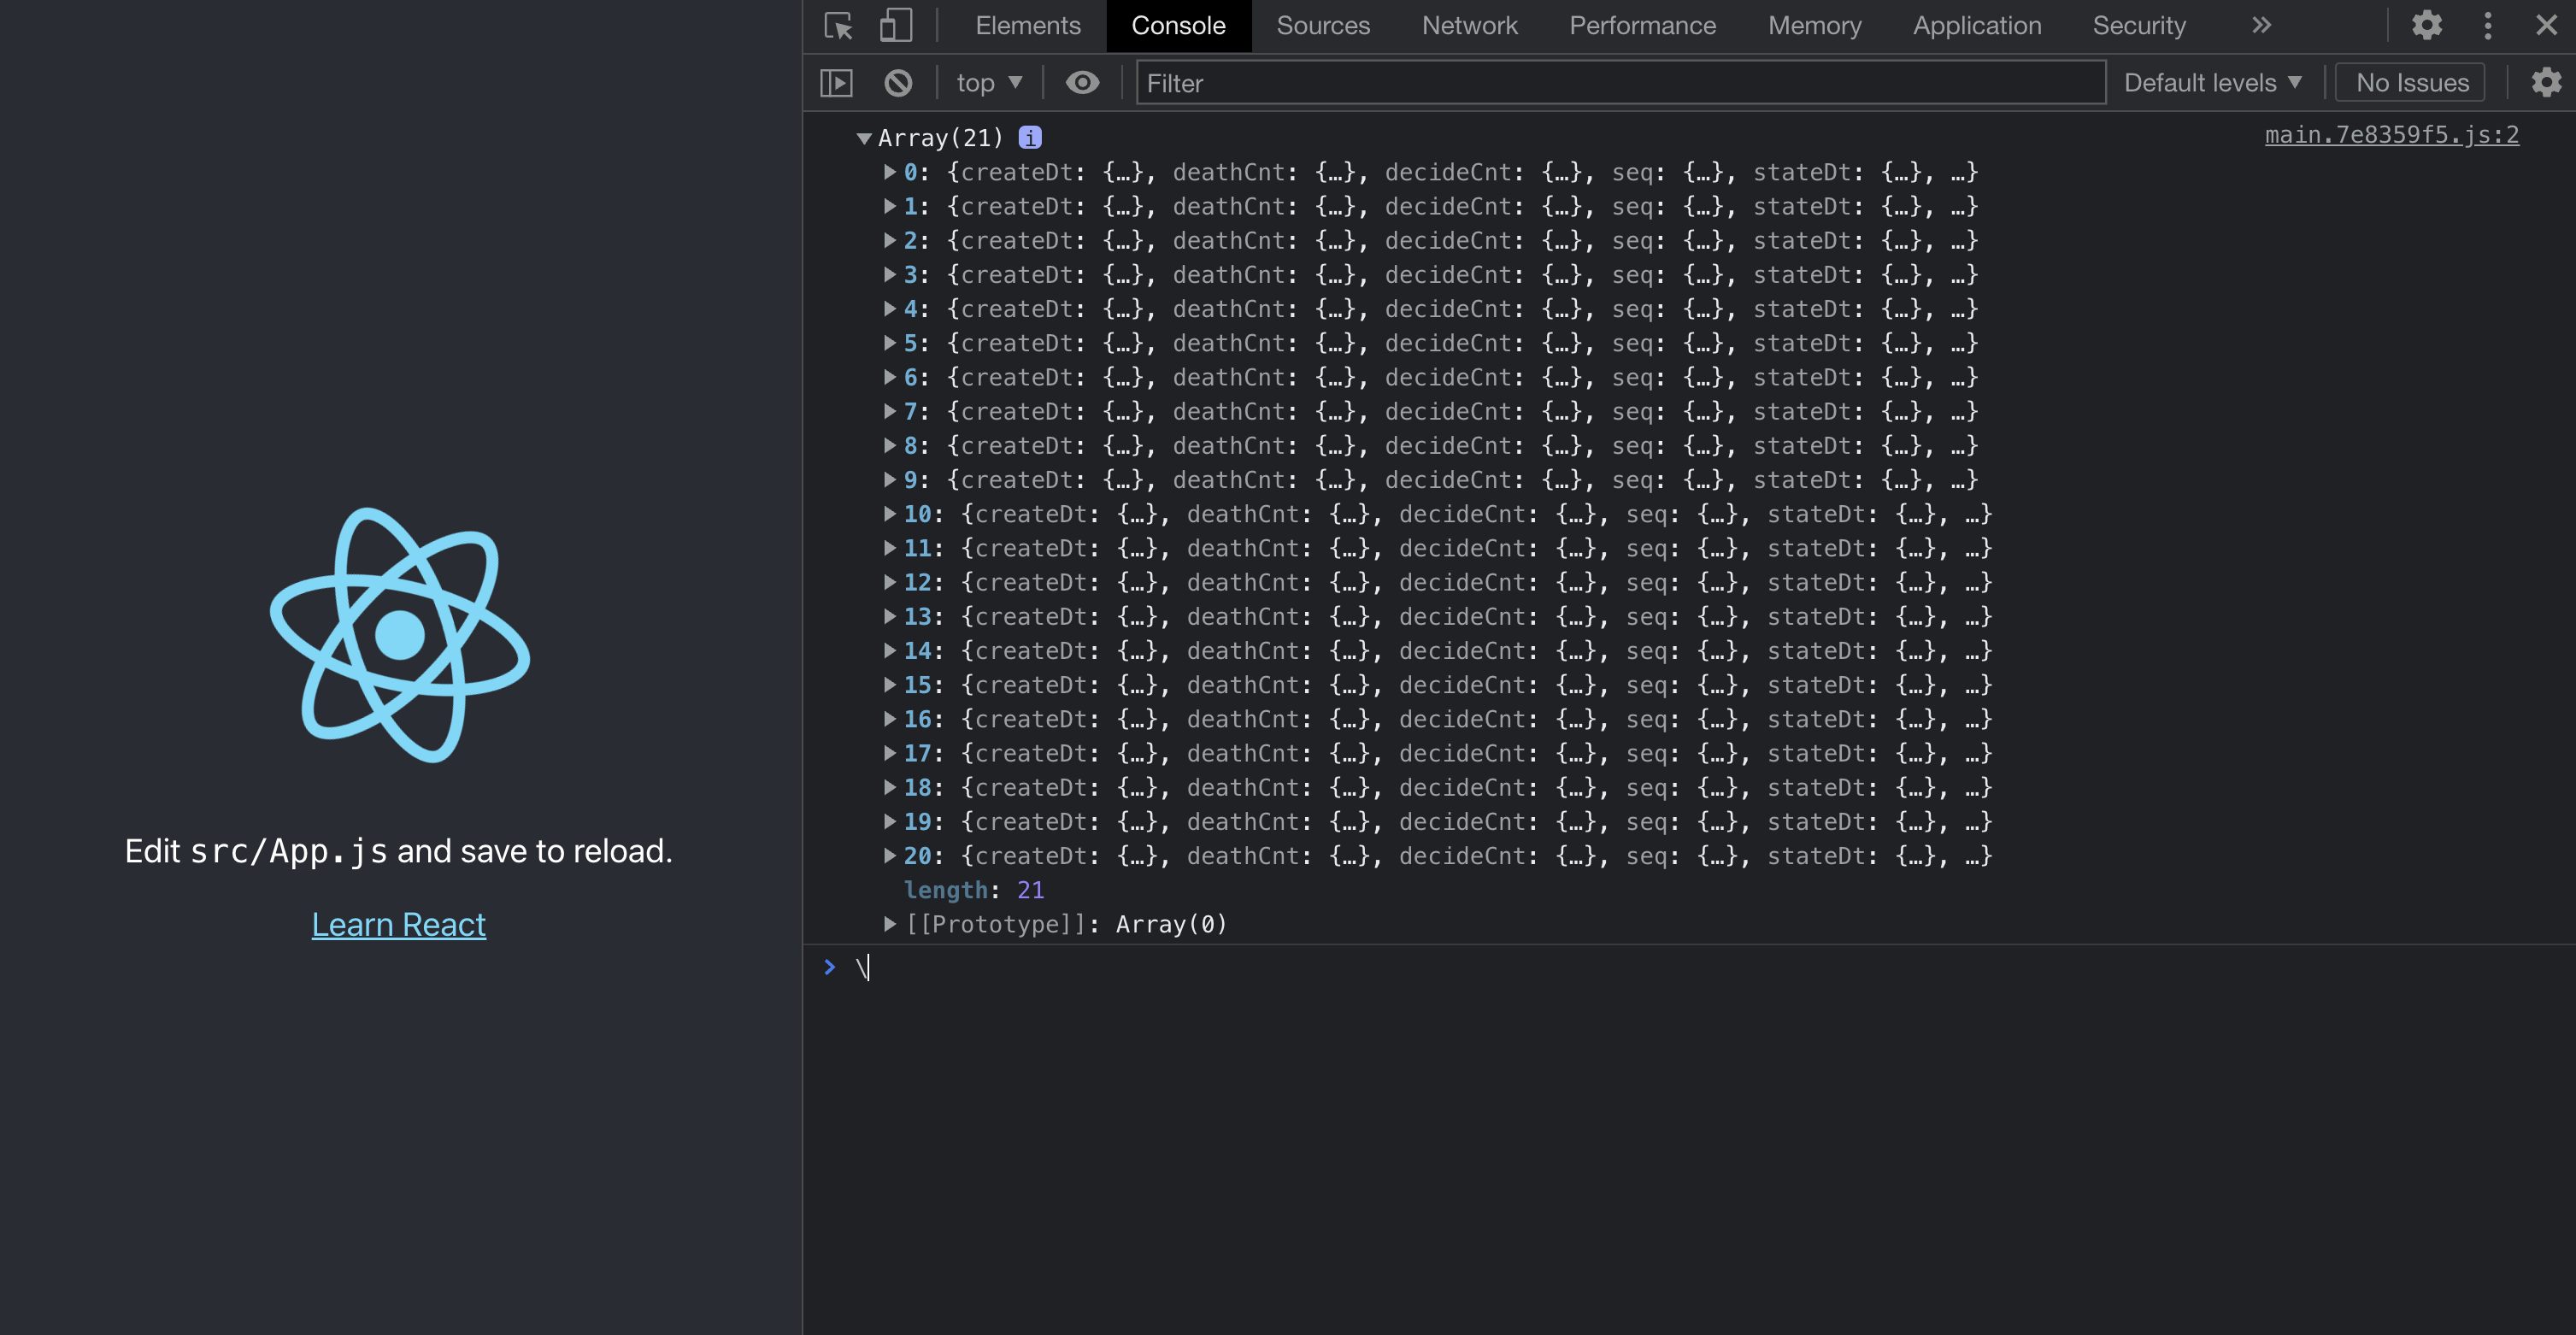 Edit src/App.js and save to reload.
Learn React
Elements Console Sources Network Performance Memory Application Security »
top ▼ Filter Default levels ▼ No Issues
▼Array(21) i main.7e8359f5.js:2
▶0: {createDt: {…}, deathCnt: {…}, decideCnt: {…}, seq: {…}, stateDt: {…}, …}
▶1: {createDt: {…}, deathCnt: {…}, decideCnt: {…}, seq: {…}, stateDt: {…}, …}
▶2: {createDt: {…}, deathCnt: {…}, decideCnt: {…}, seq: {…}, stateDt: {…}, …}
▶3: {createDt: {…}, deathCnt: {…}, decideCnt: {…}, seq: {…}, stateDt: {…}, …}
▶4: {createDt: {…}, deathCnt: {…}, decideCnt: {…}, seq: {…}, stateDt: {…}, …}
▶5: {createDt: {…}, deathCnt: {…}, decideCnt: {…}, seq: {…}, stateDt: {…}, …}
▶6: {createDt: {…}, deathCnt: {…}, decideCnt: {…}, seq: {…}, stateDt: {…}, …}
▶7: {createDt: {…}, deathCnt: {…}, decideCnt: {…}, seq: {…}, stateDt: {…}, …}
▶8: {createDt: {…}, deathCnt: {…}, decideCnt: {…}, seq: {…}, stateDt: {…}, …}
▶9: {createDt: {…}, deathCnt: {…}, decideCnt: {…}, seq: {…}, stateDt: {…}, …}
▶10: {createDt: {…}, deathCnt: {…}, decideCnt: {…}, seq: {…}, stateDt: {…}, …}
▶11: {createDt: {…}, deathCnt: {…}, decideCnt: {…}, seq: {…}, stateDt: {…}, …}
▶12: {createDt: {…}, deathCnt: {…}, decideCnt: {…}, seq: {…}, stateDt: {…}, …}
▶13: {createDt: {…}, deathCnt: {…}, decideCnt: {…}, seq: {…}, stateDt: {…}, …}
▶14: {createDt: {…}, deathCnt: {…}, decideCnt: {…}, seq: {…}, stateDt: {…}, …}
▶15: {createDt: {…}, deathCnt: {…}, decideCnt: {…}, seq: {…}, stateDt: {…}, …}
▶16: {createDt: {…}, deathCnt: {…}, decideCnt: {…}, seq: {…}, stateDt: {…}, …}
▶17: {createDt: {…}, deathCnt: {…}, decideCnt: {…}, seq: {…}, stateDt: {…}, …}
▶18: {createDt: {…}, deathCnt: {…}, decideCnt: {…}, seq: {…}, stateDt: {…}, …}
▶19: {createDt: {…}, deathCnt: {…}, decideCnt: {…}, seq: {…}, stateDt: {…}, …}
▶20: {createDt: {…}, deathCnt: {…}, decideCnt: {…}, seq: {…}, stateDt: {…}, …}
length: 21
▶[[Prototype]]: Array(0)
> \